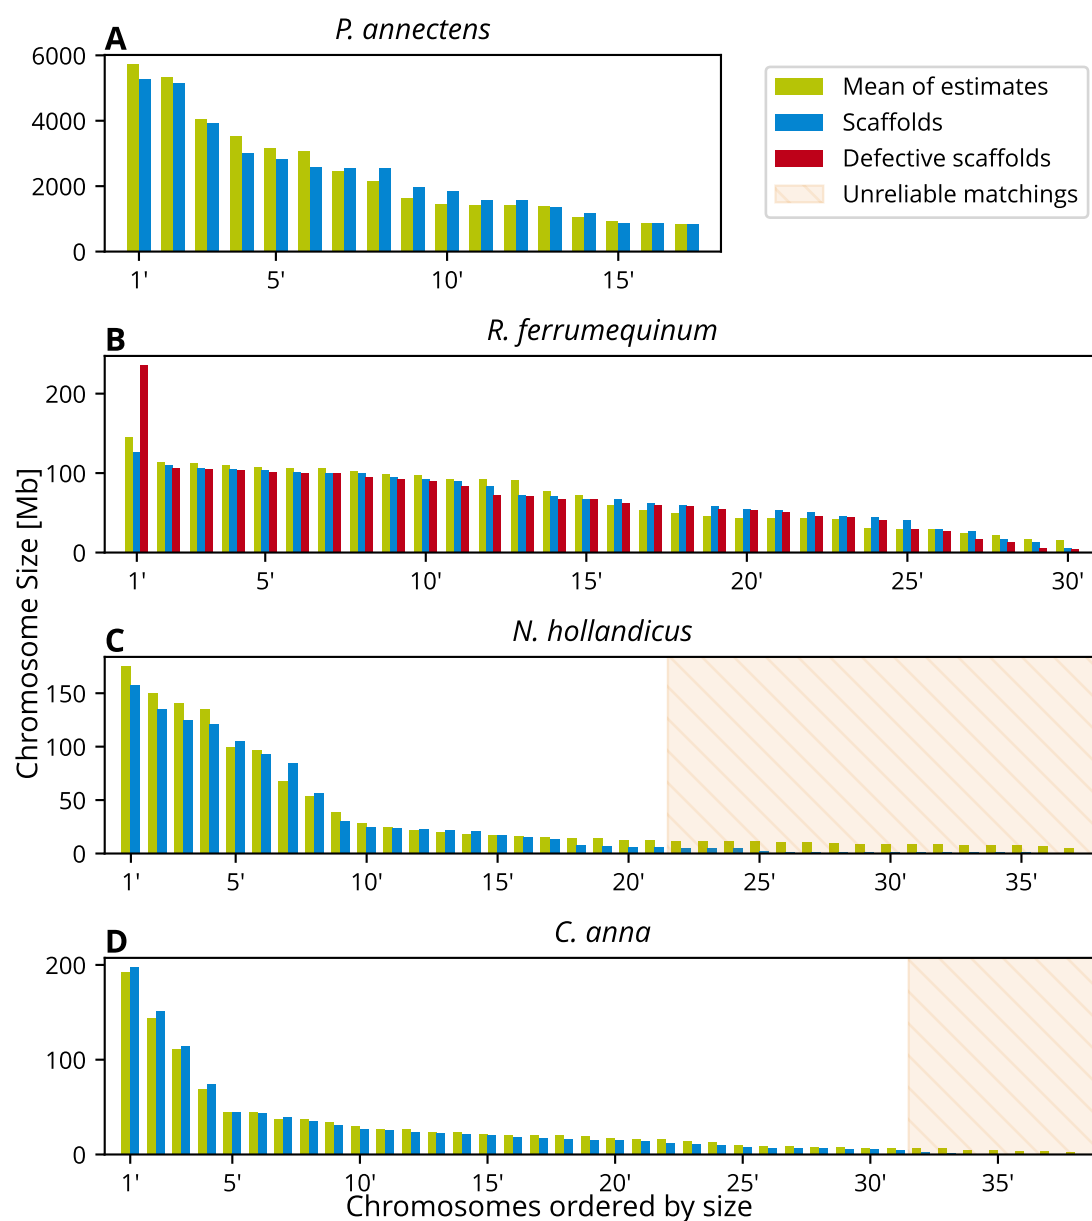 A
P. annectens
6000
4000
2000
0
1' 5' 10' 15'
Mean of estimates
Scaffolds
Defective scaffolds
Unreliable matchings
B
R. ferrumequinum
200
100
0
1' 5' 10' 15' 20' 25' 30'
Chromosome Size [Mb]
C
N. hollandicus
150
100
50
0
1' 5' 10' 15' 20' 25' 30' 35'
D
C. anna
200
100
0
1' 5' 10' 15' 20' 25' 30' 35'
Chromosomes ordered by size